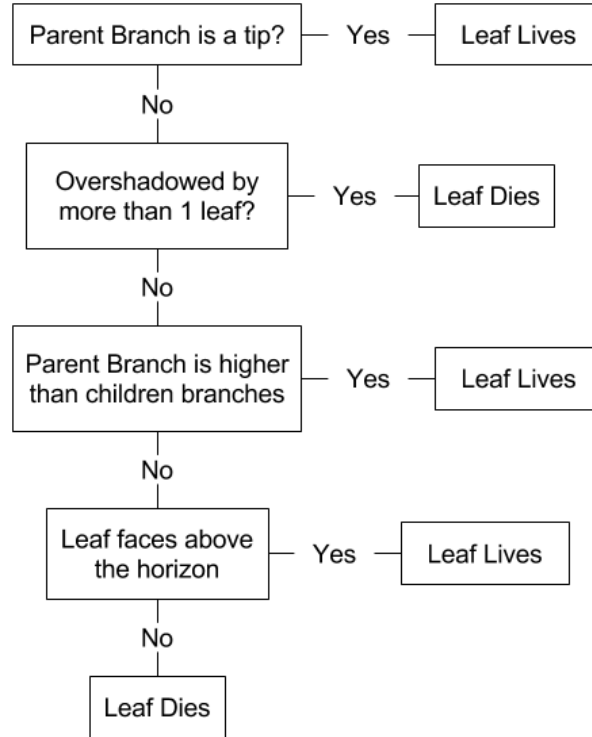 Parent Branch is a tip?
Yes
Leaf Lives
No
Overshadowed by
more than 1 leaf?
Yes
Leaf Dies
No
Parent Branch is higher
than children branches
Yes
Leaf Lives
No
Leaf faces above
the horizon
Yes
Leaf Lives
No
Leaf Dies